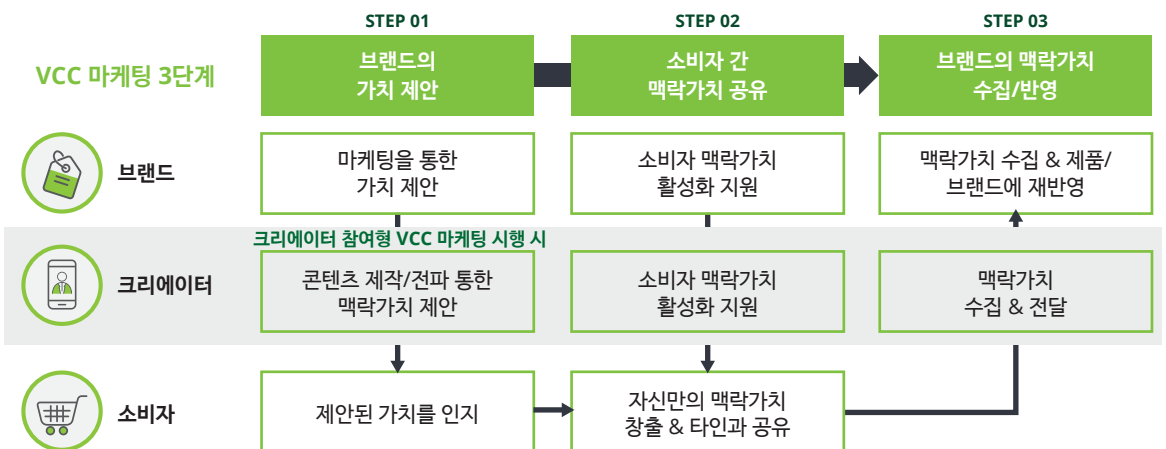 STEP 01
STEP 02
STEP 03
VCC 마케팅 3단계
브랜드의
가치 제안
소비자 간
맥락가치 공유
브랜드의 맥락가치
수집/반영
브랜드
마케팅을 통한
가치 제안
소비자 맥락가치
활성화 지원
맥락가치 수집 & 제품/
브랜드에 재반영
크리에이터 참여형 VCC 마케팅 시행 시
크리에이터
콘텐츠 제작/전파 통한
맥락가치 제안
소비자 맥락가치
활성화 지원
맥락가치
수집 & 전달
소비자
제안된 가치를 인지
자신만의 맥락가치
창출 & 타인과 공유